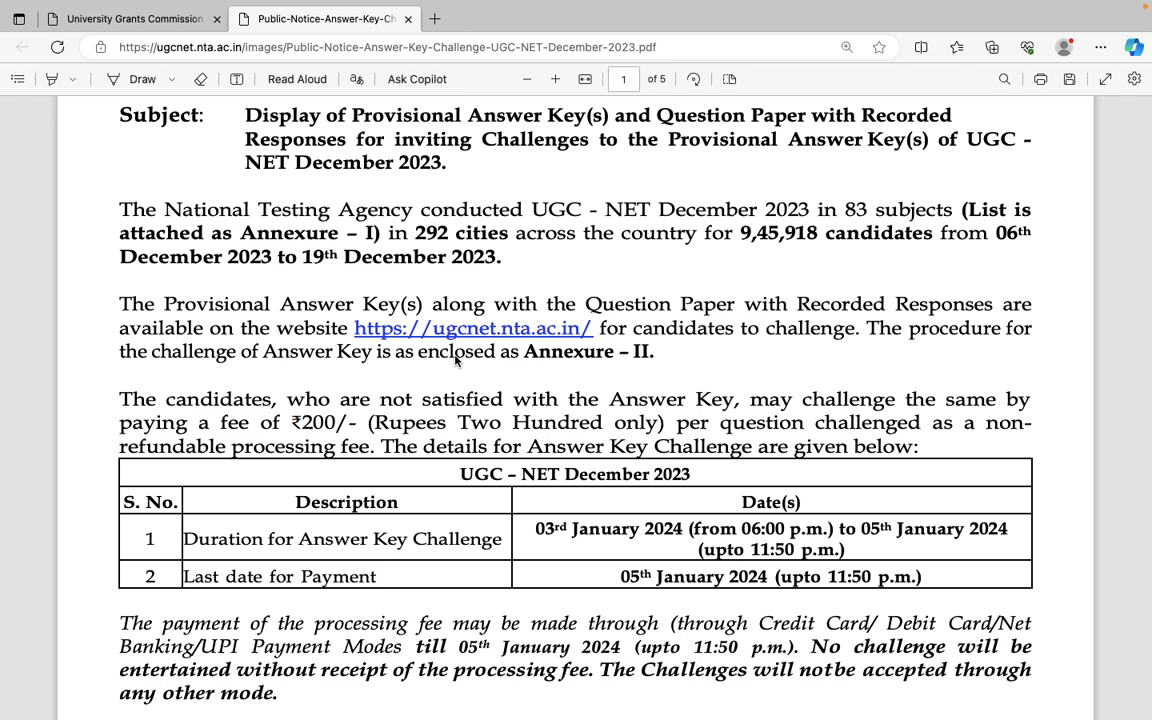 University Grants Commission
Public-Notice-Answer-Key-Ch
https://ugcnet.nta.ac.in/images/Public-Notice-Answer-Key-Challenge-UGC-NET-December-2023.pdf
Draw
Read Aloud
Ask Copilot
1 of 5
Subject: Display of Provisional Answer Key(s) and Question Paper with Recorded
Responses for inviting Challenges to the Provisional Answer Key(s) of UGC -
NET December 2023.
The National Testing Agency conducted UGC - NET December 2023 in 83 subjects (List is
attached as Annexure – I) in 292 cities across the country for 9,45,918 candidates from 06th
December 2023 to 19th December 2023.
The Provisional Answer Key(s) along with the Question Paper with Recorded Responses are
available on the website https://ugcnet.nta.ac.in/ for candidates to challenge. The procedure for
the challenge of Answer Key is as enclosed as Annexure – II.
The candidates, who are not satisfied with the Answer Key, may challenge the same by
paying a fee of ₹200/- (Rupees Two Hundred only) per question challenged as a non-
refundable processing fee. The details for Answer Key Challenge are given below:
UGC – NET December 2023
S. No. Description Date(s)
1 Duration for Answer Key Challenge 03rd January 2024 (from 06:00 p.m.) to 05th January 2024
(upto 11:50 p.m.)
2 Last date for Payment 05th January 2024 (upto 11:50 p.m.)
The payment of the processing fee may be made through (through Credit Card/ Debit Card/Net
Banking/UPI Payment Modes till 05th January 2024 (upto 11:50 p.m.). No challenge will be
entertained without receipt of the processing fee. The Challenges will notbe accepted through
any other mode.